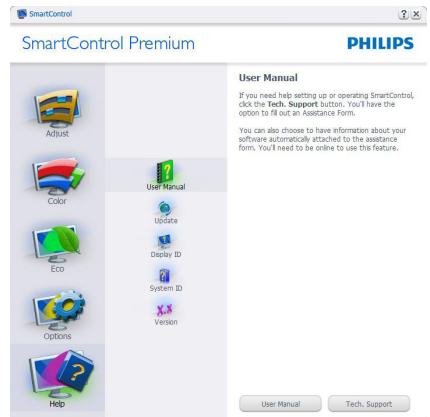 SmartControl
SmartControl Premium
PHILIPS
Adjust
Color
Eco
Options
Help
User Manual
Update
Display ID
System ID
X.X
Version
User Manual
If you need help setting up or operating SmartControl,
click the Tech. Support button. You'll have the
option to fill out an Assistance Form.
You can also choose to have information about your
software automatically attached to the assistance
form. You'll need to be online to use this feature.
User Manual
Tech. Support